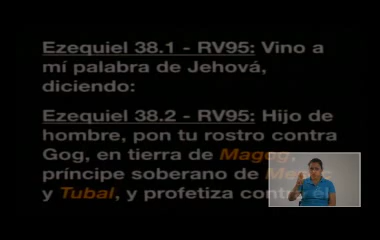 Ezequiel 38.1 - RV95: Vino a
mí palabra de Jehová,
diciendo:
Ezequiel 38.2 - RV95: Hijo de
hombre, pon tu rostro contra
Gog, en tierra de Magog,
príncipe soberano de
y Tubal, y profetiza el